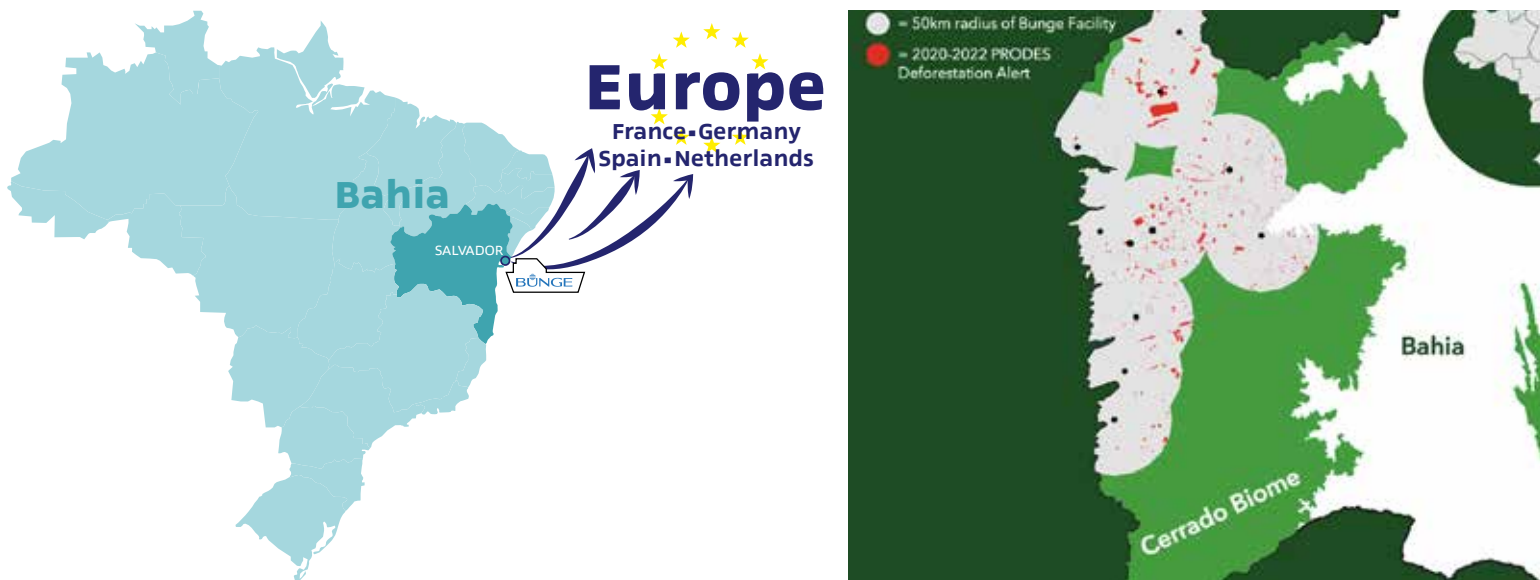 Europe
France▪Germany
Spain▪Netherlands
Bahia
SALVADOR
BUNGE
= 50km radius of Bunge Facility
= 2020-2022 PRODES
Deforestation Alert
Bahia
Cerrado Biome